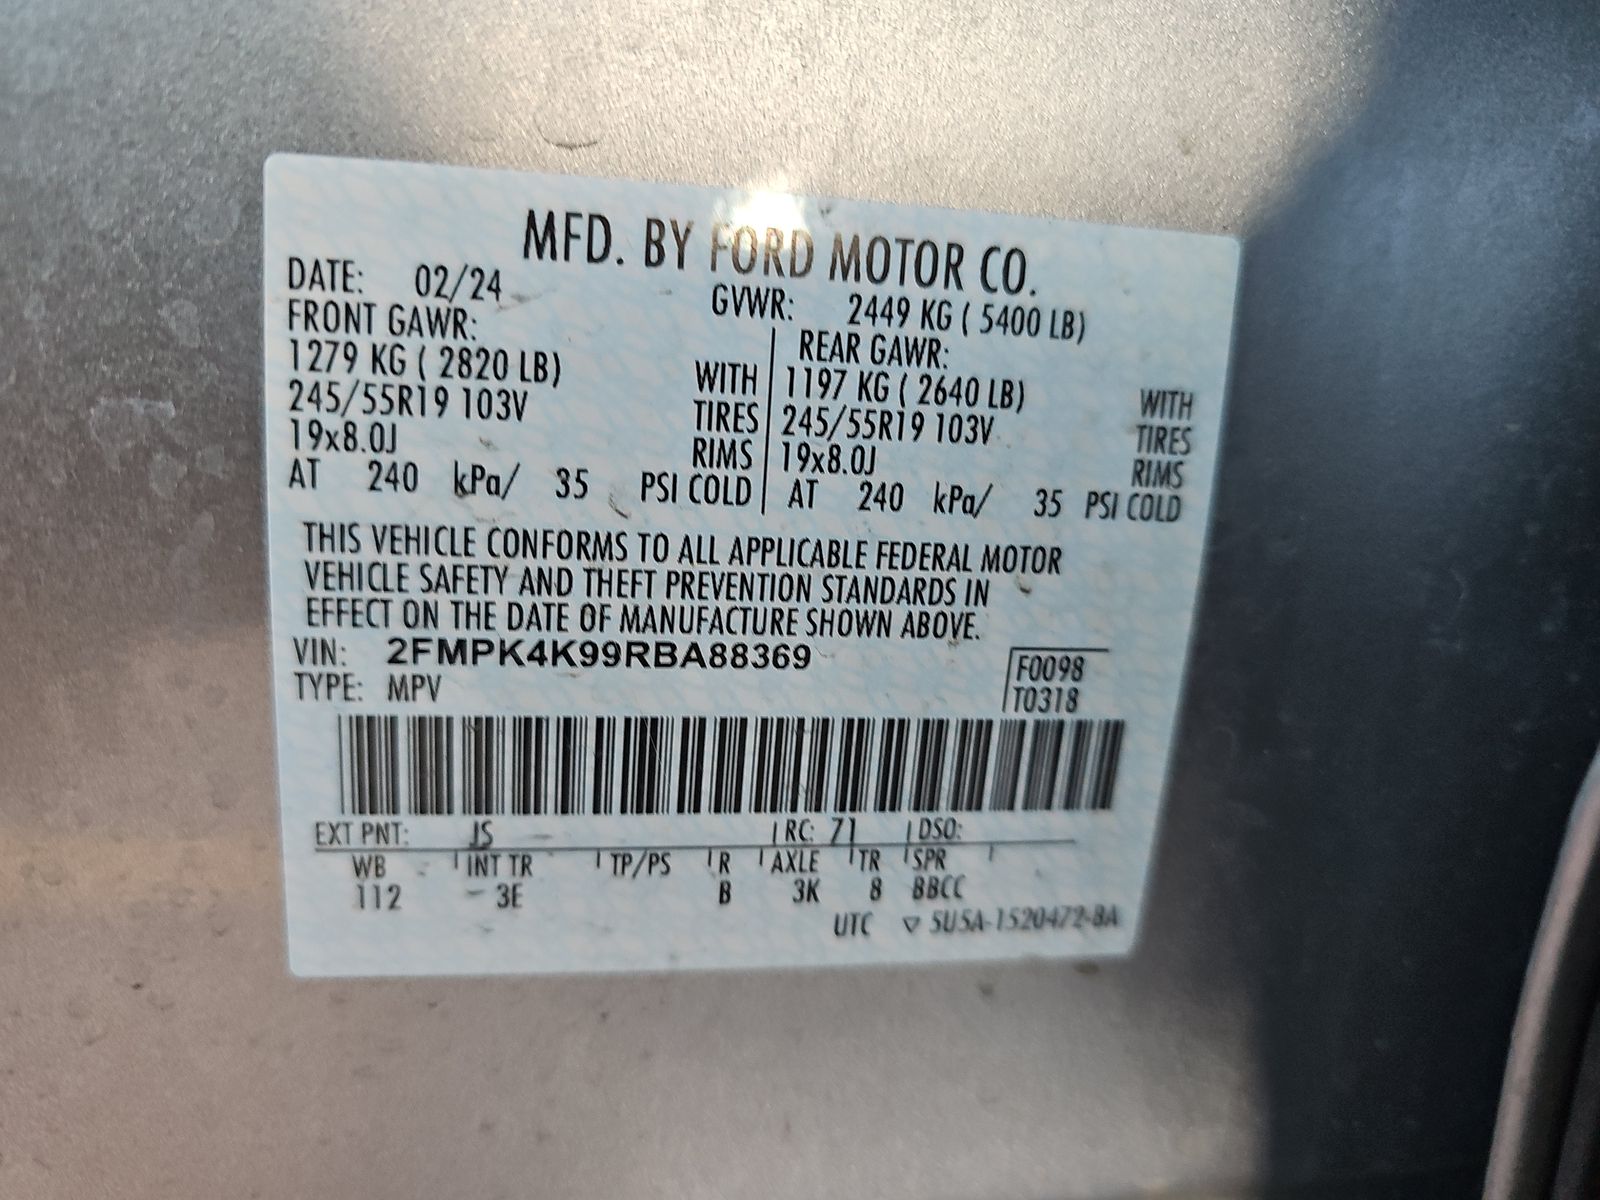 MFD. BY FORD MOTOR CO.
DATE: 02/24 GVWR: 2449 KG ( 5400 LB)
FRONT GAWR: REAR GAWR:
1279 KG ( 2820 LB) WITH 1197 KG ( 2640 LB) WITH
245/55R19 103V TIRES 245/55R19 103V TIRES
19x8.0J RIMS 19x8.0J RIMS
AT 240 kPa/ 35 PSI COLD AT 240 kPa/ 35 PSI COLD
THIS VEHICLE CONFORMS TO ALL APPLICABLE FEDERAL MOTOR
VEHICLE SAFETY AND THEFT PREVENTION STANDARDS IN
EFFECT ON THE DATE OF MANUFACTURE SHOWN ABOVE.
VIN: 2FMPK4K99RBA88369
F0098
TYPE: MPV T0318
EXT PNT: JS RC: 71 DSO:
WB INT TR TP/PS R AXLE TR SPR
112 3E B 3K 8 BBCC
UTC ▽ 5U5A-1520472-BA